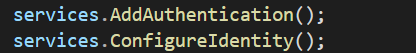 services.AddAuthentication();
services.ConfigureIdentity();